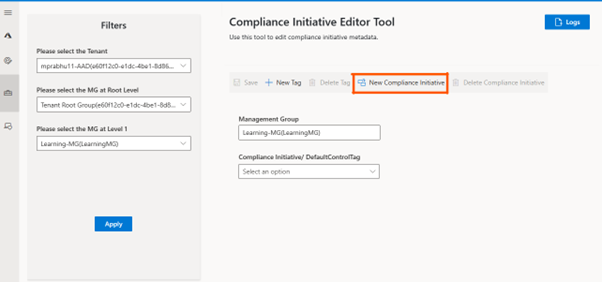 Filters
Please select the Tenant
mprabhu11-AAD(e60f12c0-e1dc-4be1-8d86...
Please select the MG at Root Level
Tenant Root Group(e60f12c0-e1dc-4be1-8d8...
Please select the MG at Level 1
Learning-MG(LearningMG)
Apply
Compliance Initiative Editor Tool
Logs
Use this tool to edit compliance initiative metadata.
Save New Tag Delete Tag New Compliance Initiative Delete Compliance Initiative
Management Group
Learning-MG(LearningMG)
Compliance Initiative/ DefaultControlTag
Select an option